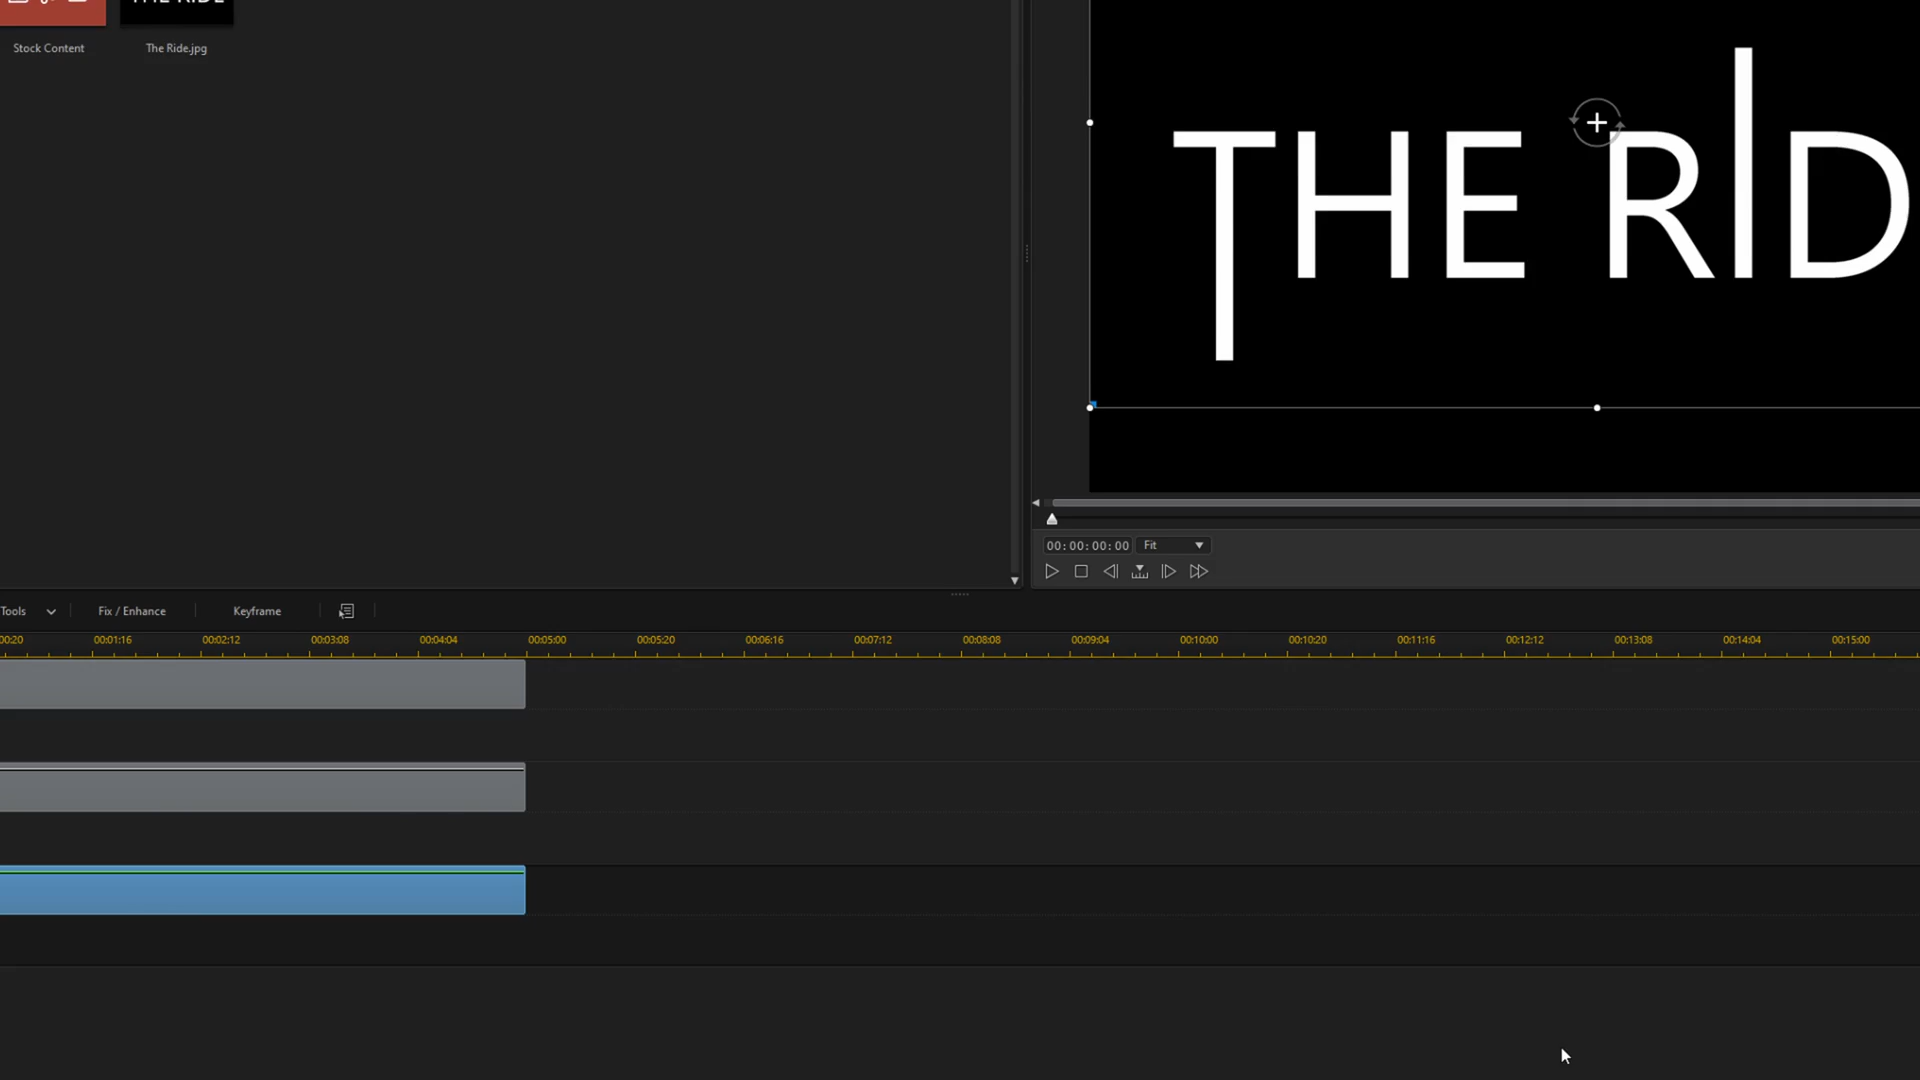 THE RIDE
Stock Content
The Ride.jpg
THE RID
00:00:00:00
Fit
Tools
Fix / Enhance
Keyframe
00:20
00:01:16
00:02:12
00:03:08
00:04:04
00:05:00
00:05:20
00:06:16
00:07:12
00:08:08
00:09:04
00:10:00
00:10:20
00:11:16
00:12:12
00:13:08
00:14:04
00:15:00